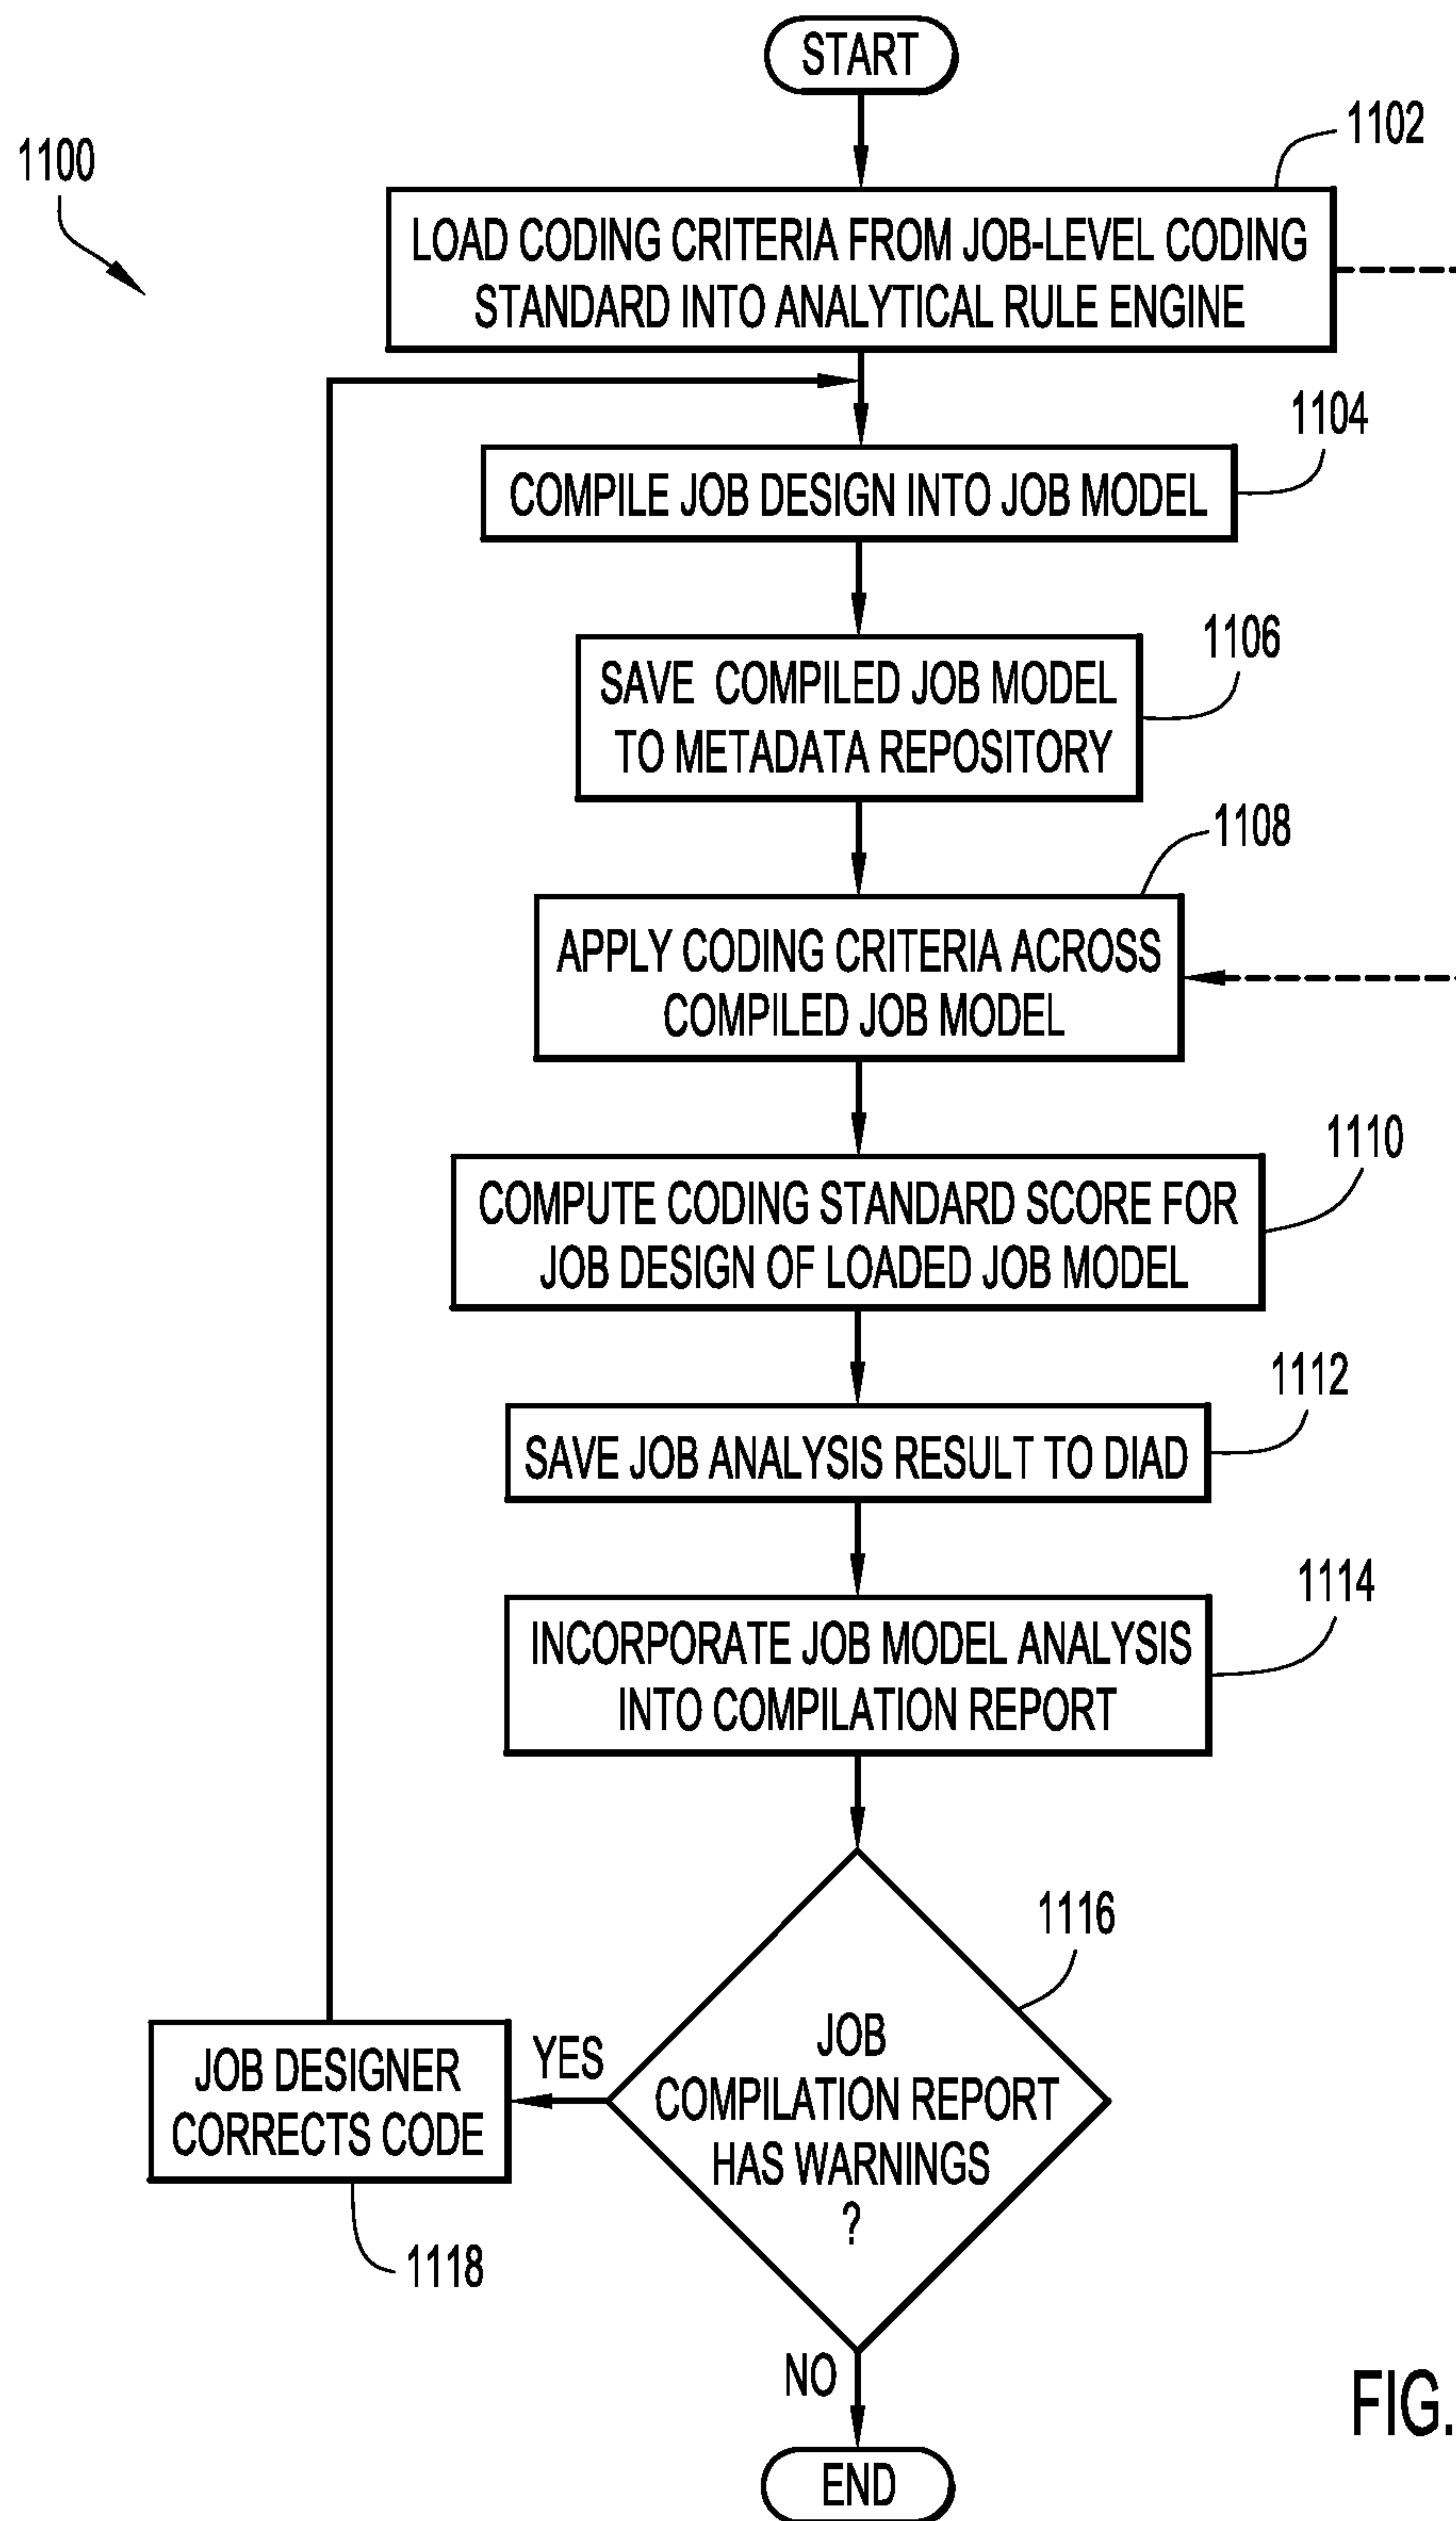 START
1100
1102
LOAD CODING CRITERIA FROM JOB-LEVEL CODING
STANDARD INTO ANALYTICAL RULE ENGINE
1104
COMPILE JOB DESIGN INTO JOB MODEL
1106
SAVE COMPILED JOB MODEL
TO METADATA REPOSITORY
1108
APPLY CODING CRITERIA ACROSS
COMPILED JOB MODEL
1110
COMPUTE CODING STANDARD SCORE FOR
JOB DESIGN OF LOADED JOB MODEL
1112
SAVE JOB ANALYSIS RESULT TO DIAD
1114
INCORPORATE JOB MODEL ANALYSIS
INTO COMPILATION REPORT
1116
JOB
COMPILATION REPORT
HAS WARNINGS
?
YES
JOB DESIGNER
CORRECTS CODE
1118
NO
END
FIG.